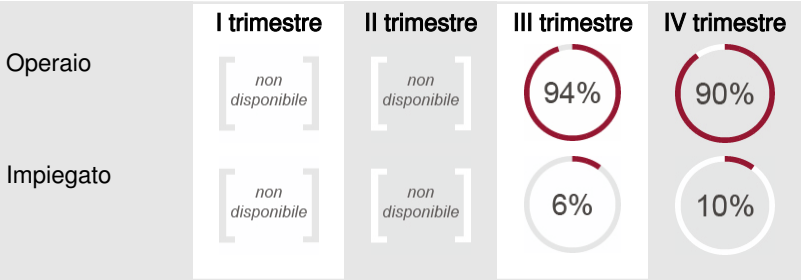 I trimestre II trimestre III trimestre IV trimestre
Operaio
non disponibile
non disponibile
94%
90%
Impiegato
non disponibile
non disponibile
6%
10%